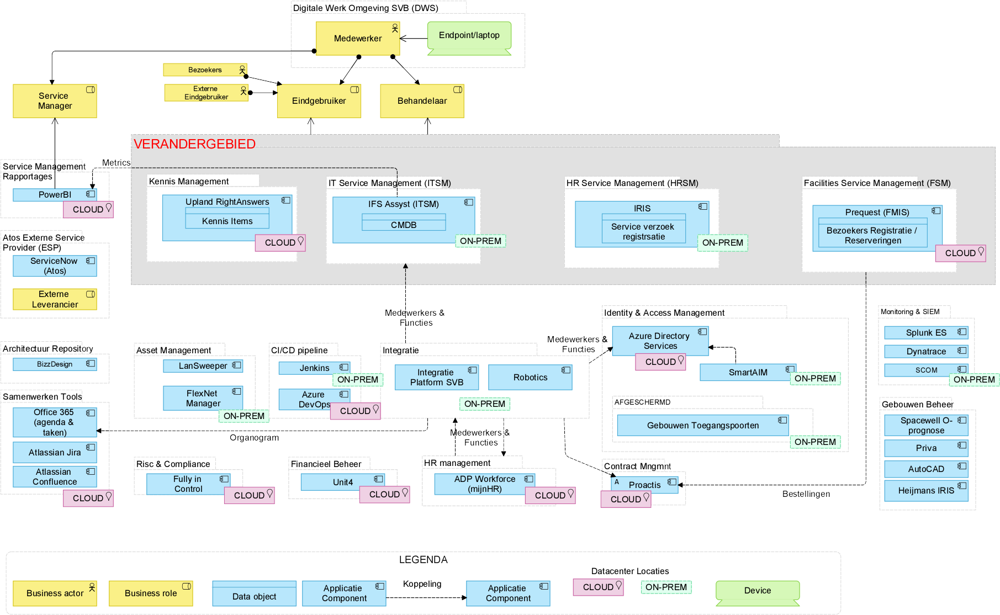 Digitale Werk Omgeving SVB (DWS)
Medewerker
Endpoint/laptop
Bezoekers
Externe
Eindgebruiker
Service
Manager
Eindgebruiker
Behandelaar
VERANDERGEBIED
Service Management
Rapportages
Metrics
PowerBI
CLOUD
Kennis Management
Upland RightAnswers
Kennis Items
CLOUD
IT Service Management (ITSM)
IFS Assyst (ITSM)
CMDB
ON-PREM
HR Service Management (HRSM)
IRIS
Service verzoek
registrsatie
ON-PREM
Facilities Service Management (FSM)
Prequest (FMIS)
Bezoekers Registratie /
Reserveringen
CLOUD
Atos Externe Service
Provider (ESP)
ServiceNow
(Atos)
Externe
Leverancier
Medewerkers &
Functies
Architectuur Repository
BizzDesign
Asset Management
LanSweeper
FlexNet
Manager
ON-PREM
CI/CD pipeline
Jenkins
ON-PREM
Azure
DevOps
CLOUD
Integratie
Integratie
Platform SVB
Robotics
ON-PREM
Medewerkers &
Functies
Identity & Access Management
Azure Directory
Services
CLOUD
SmartAIM
ON-PREM
AFGESCHERMD
Gebouwen Toegangspoorten
ON-PREM
Monitoring & SIEM
Splunk ES
Dynatrace
SCOM
ON-PREM
Samenwerken Tools
Office 365
(agenda &
taken)
Atlassian Jira
Atlassian
Confluence
CLOUD
Organogram
Medewerkers &
Functies
Risc & Compliance
Fully in
Control
CLOUD
Financieel Beheer
Unit4
CLOUD
HR management
ADP Workforce
(mijnHR)
CLOUD
Contract Mngmnt
A
Proactis
CLOUD
Bestellingen
Gebouwen Beheer
Spacewell O-
prognose
Priva
AutoCAD
Heijmans IRIS
LEGENDA
Business actor
Business role
Data object
Applicatie
Component
Koppeling
Applicatie
Component
Datacenter Locaties
CLOUD
ON-PREM
Device